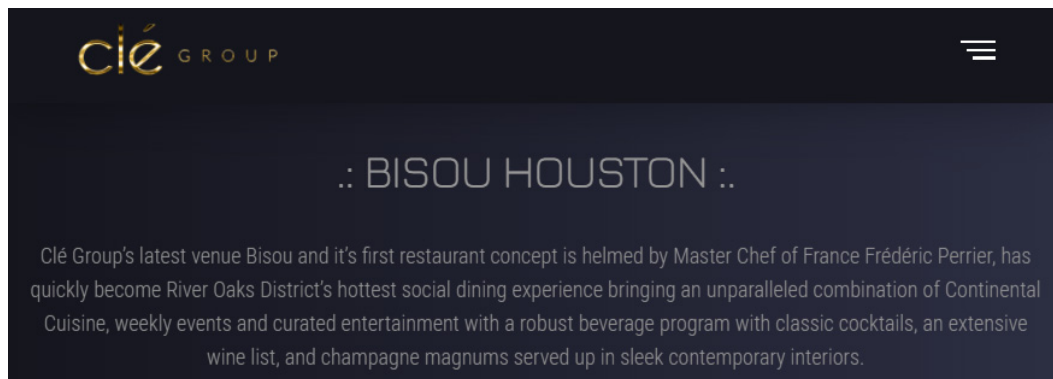 clé GROUP
.: BISOU HOUSTON :.
Clé Group's latest venue Bisou and it's first restaurant concept is helmed by Master Chef of France Frédéric Perrier, has
quickly become River Oaks District's hottest social dining experience bringing an unparalleled combination of Continental
Cuisine, weekly events and curated entertainment with a robust beverage program with classic cocktails, an extensive
wine list, and champagne magnums served up in sleek contemporary interiors.